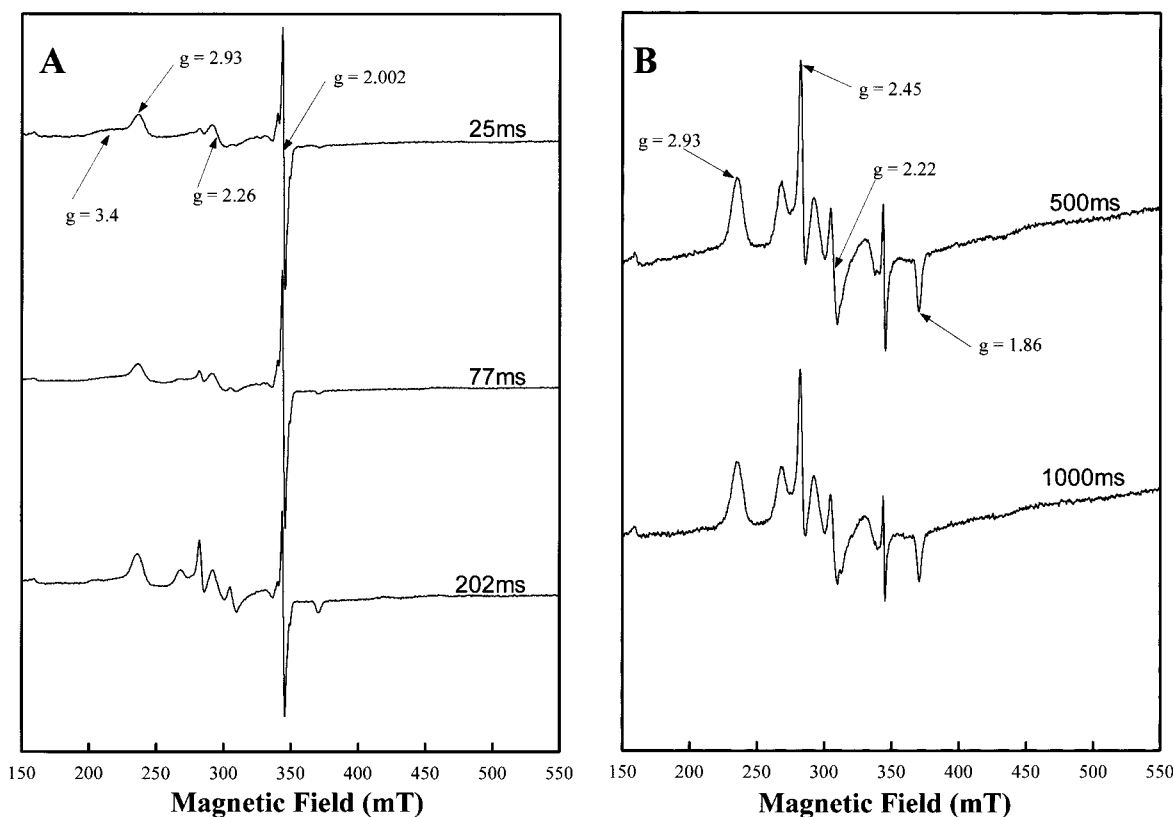 A
g = 2.93
g = 2.002
25ms
g = 2.26
g = 3.4
77ms
202ms
150 200 250 300 350 400 450 500 550
Magnetic Field (mT)
B
g = 2.45
g = 2.93
g = 2.22
500ms
g = 1.86
1000ms
150 200 250 300 350 400 450 500 550
Magnetic Field (mT)